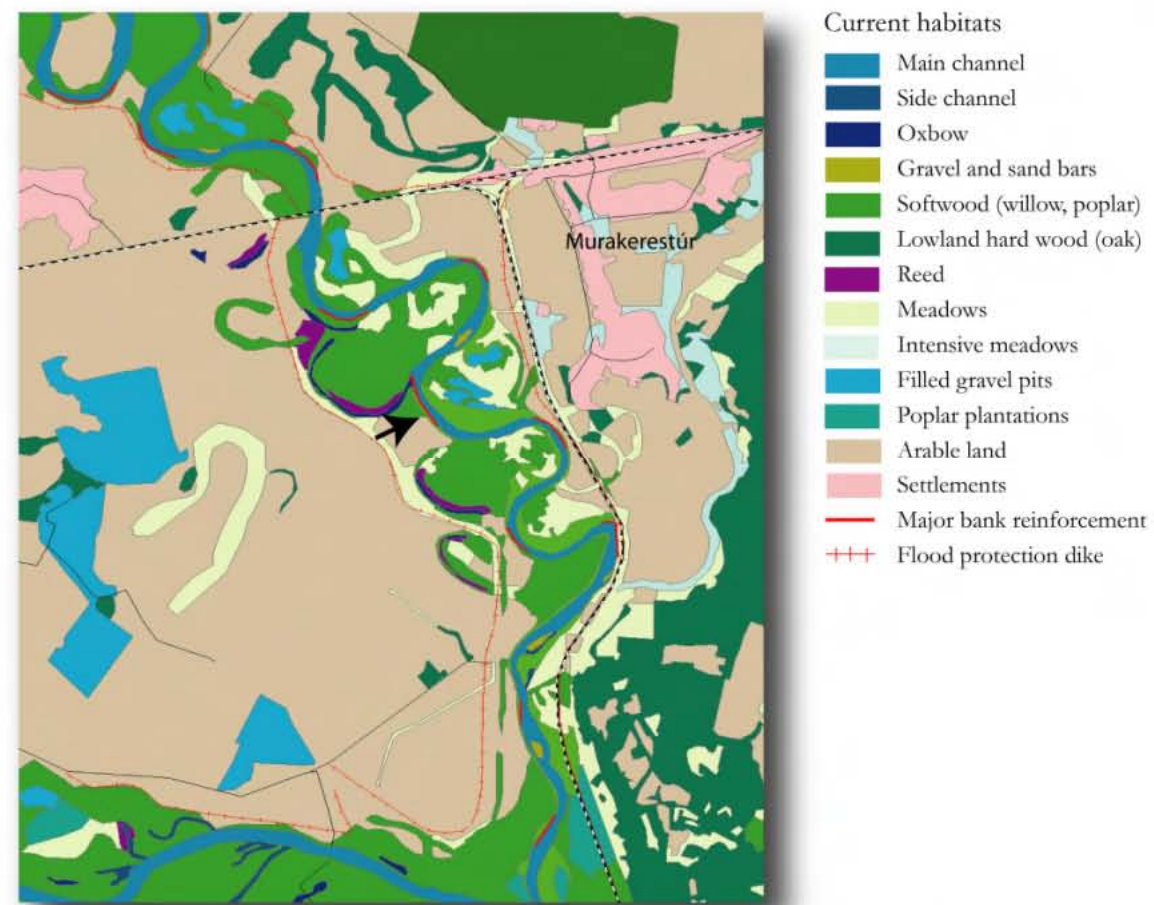 Murakerestúr
Current habitats
Main channel
Side channel
Oxbow
Gravel and sand bars
Softwood (willow, poplar)
Lowland hard wood (oak)
Reed
Meadows
Intensive meadows
Filled gravel pits
Poplar plantations
Arable land
Settlements
Major bank reinforcement
Flood protection dike